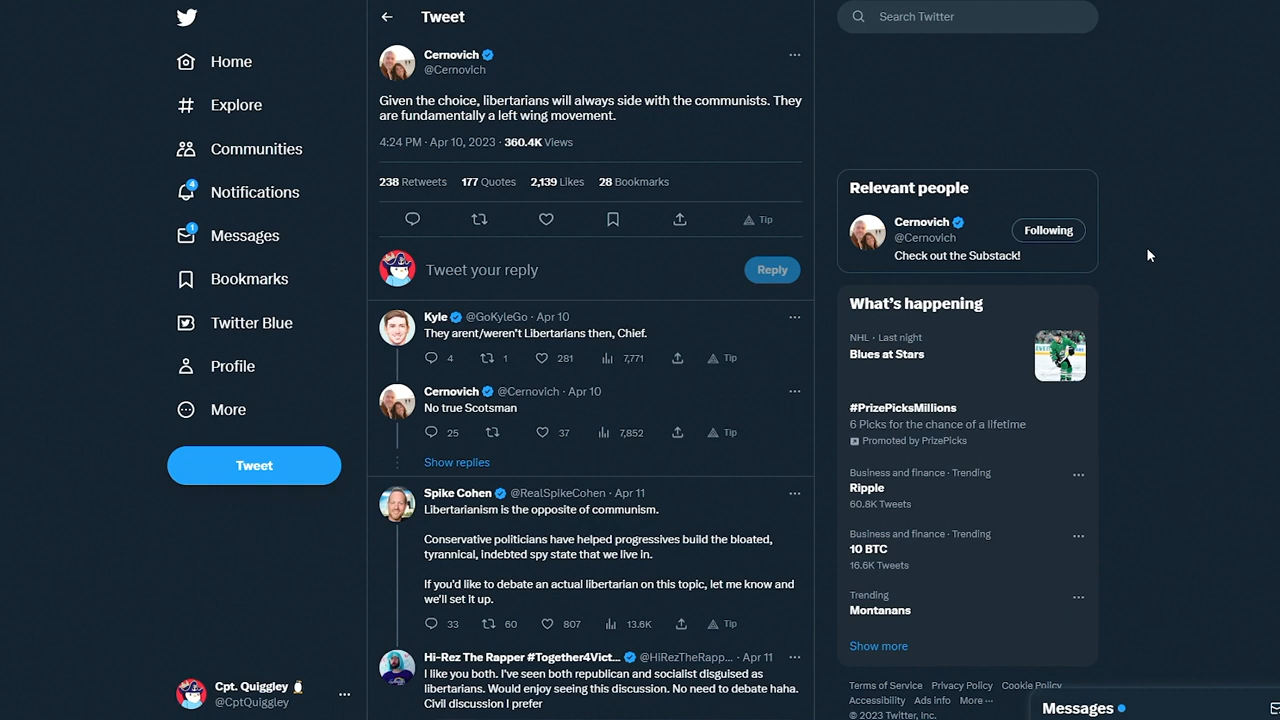 Home
Explore
Communities
4
Notifications
1
Messages
Bookmarks
Twitter Blue
Profile
More
Tweet
Cpt. Quiggley 🐧
@CptQuiggley
Tweet
Cernovich
@Cernovich
Given the choice, libertarians will always side with the communists. They
are fundamentally a left wing movement.
4:24 PM · Apr 10, 2023 · 360.4K Views
238 Retweets 177 Quotes 2,139 Likes 28 Bookmarks
Tip
Tweet your reply
Reply
Kyle @GoKyleGo · Apr 10
They arent/weren't Libertarians then, Chief.
4 1 281 7,771 Tip
Cernovich @Cernovich · Apr 10
No true Scotsman
25 37 7,852 Tip
Show replies
Spike Cohen @RealSpikeCohen · Apr 11
Libertarianism is the opposite of communism.
Conservative politicians have helped progressives build the bloated,
tyrannical, indebted spy state that we live in.
If you'd like to debate an actual libertarian on this topic, let me know and
we'll set it up.
33 60 807 13.6K Tip
Hi-Rez The Rapper #Together4Vict... @HiRezTheRapp... · Apr 11
I like you both. I've seen both republican and socialist disguised as
libertarians. Would enjoy seeing this discussion. No need to debate haha.
Civil discussion I prefer
Search Twitter
Relevant people
Cernovich
@Cernovich
Following
Check out the Substack!
What's happening
NHL · Last night
Blues at Stars
#PrizePicksMillions
6 Picks for the chance of a lifetime
Promoted by PrizePicks
Business and finance · Trending
Ripple
60.8K Tweets
Business and finance · Trending
10 BTC
16.6K Tweets
Trending
Montanans
Show more
Terms of Service Privacy Policy Cookie Policy
Accessibility Ads info More ···
© 2023 Twitter, Inc.
Messages